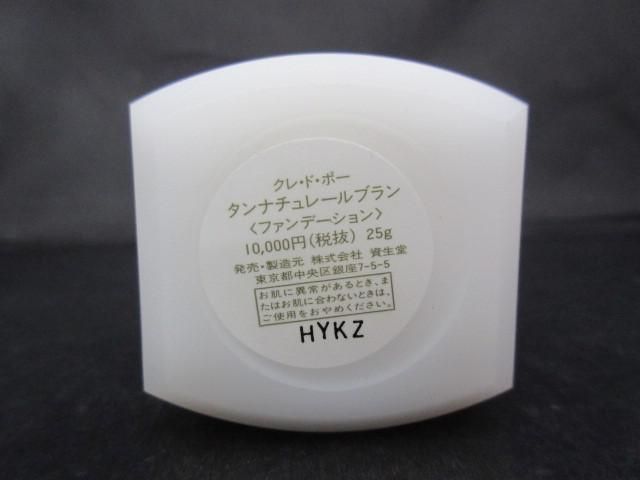 クレ・ド・ポー
タンナチュレールブラン
〈ファンデーション〉
10,000円(税抜) 25g
発売・製造元 株式会社 資生堂
東京都中央区銀座7-5-5
お肌に異常があるとき、ま
たはお肌に合わないときは、
ご使用をおやめください。
HYKZ